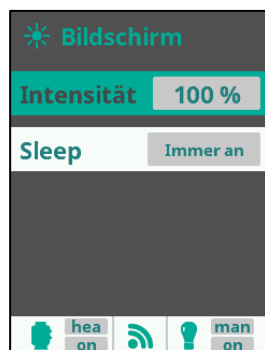 Bildschirm
Intensität 100 %
Sleep Immer an
hea man
on on